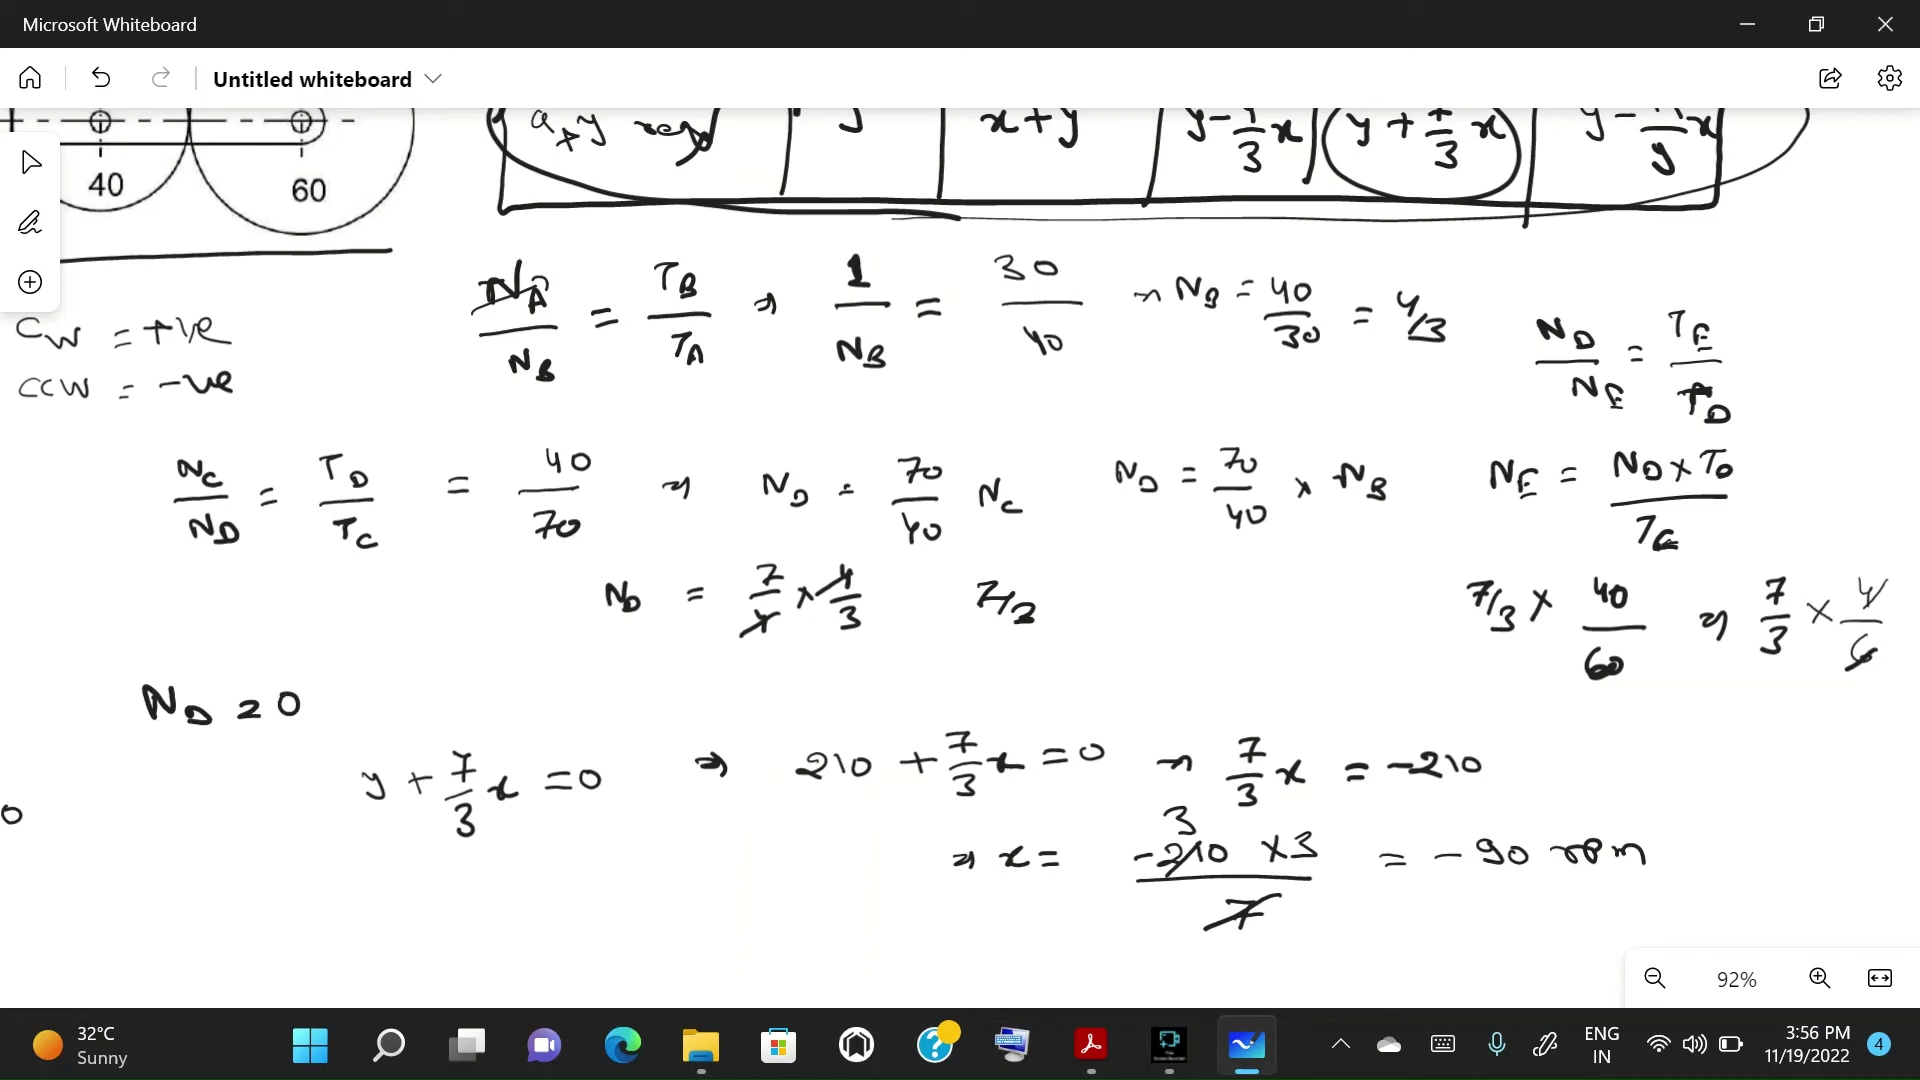 Microsoft Whiteboard
Untitled whiteboard
x+y
y + 7/3 x
40
60
CW = +ve
CCW = -ve
N_A/N_B = T_B/T_A ⇒ 1/N_B = 30/40 ⇒ N_B = 40/30 = 4/3
N_D/N_E = T_E/T_D
N_C/N_D = T_D/T_C = 40/70 ⇒ N_D = 70/40 N_C
N_D = 70/40 × N_B
N_E = N_D × T_D / T_E
N_D = 7/4 × 4/3
7/3
7/3 × 40/60 ⇒ 7/3 × 4/6
N_D = 0
0
y + 7/3 x = 0 ⇒ 210 + 7/3 x = 0 ⇒ 7/3 x = -210
3
⇒ x = -210 × 3 / 7 = -90 rpm
92%
32°C
Sunny
ENG
IN
3:56 PM
11/19/2022
4